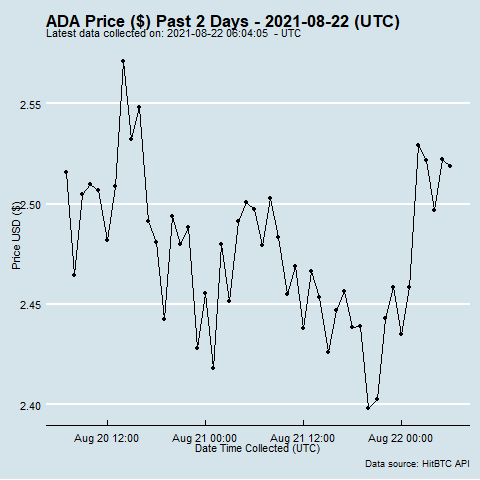 ADA Price ($) Past 2 Days - 2021-08-22 (UTC)
Latest data collected on: 2021-08-22 06:04:05 - UTC
Price USD ($)
2.55
2.50
2.45
2.40
Aug 20 12:00
Aug 21 00:00
Aug 21 12:00
Aug 22 00:00
Date Time Collected (UTC)
Data source: HitBTC API